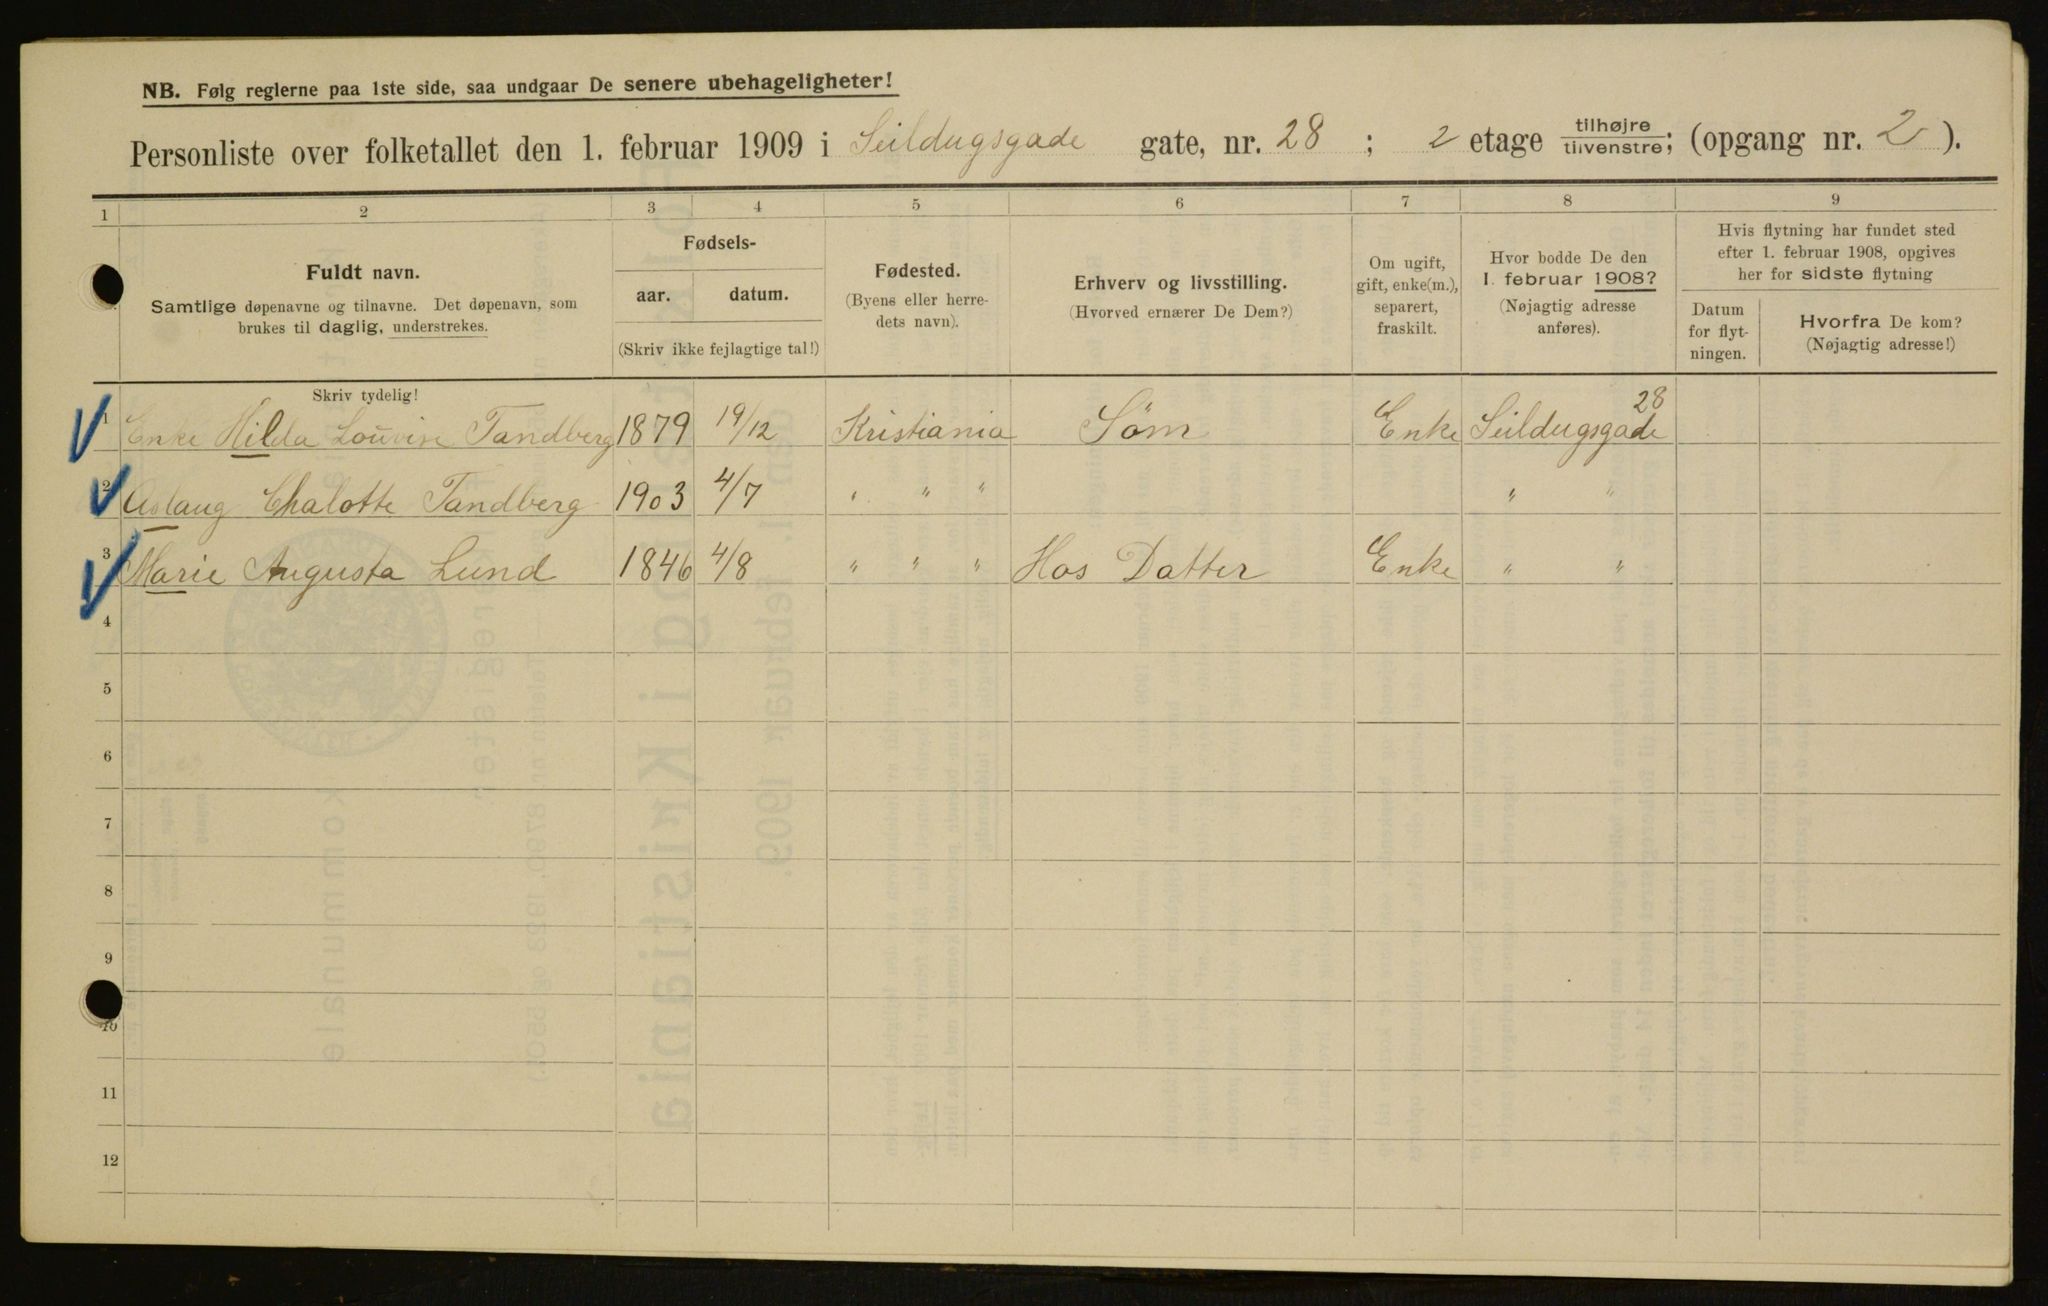 NB. Følg reglerne paa 1ste side, saa undgaar De senere ubehageligheter!
Personliste over folketallet den 1. februar 1909 i Seildugsgade gate, nr. 28 ; 2 etage tilhøjre tilvenstre; (opgang nr. 2 ).
1 2 3 4 5 6 7 8 9
Fuldt navn.
Samtlige døpenavne og tilnavne. Det døpenavn, som
brukes til daglig, understrekes.
Skriv tydelig!
Fødsels-
aar. datum.
(Skriv ikke fejlagtige tal!)
Fødested.
(Byens eller herre-
dets navn).
Erhverv og livsstilling.
(Hvorved ernærer De Dem?)
Om ugift,
gift, enke(m.),
separert,
fraskilt.
Hvor bodde De den
1. februar 1908?
(Nøjagtig adresse
anføres).
Hvis flytning har fundet sted
efter 1. februar 1908, opgives
her for sidste flytning
Datum
for flyt-
ningen.
Hvorfra De kom?
(Nøjagtig adresse!)
1 Enke Hilda Louvise Tandberg 1879 19/12 Kristiania Søm Enke Seildugsgade 28
2 Aslaug Chalotte Tandberg 1903 4/7 " " " " "
3 Marie Augusta Lund 1846 4/8 " " " Hos Datter Enke " "
4
5
6
7
8
9
10
11
12